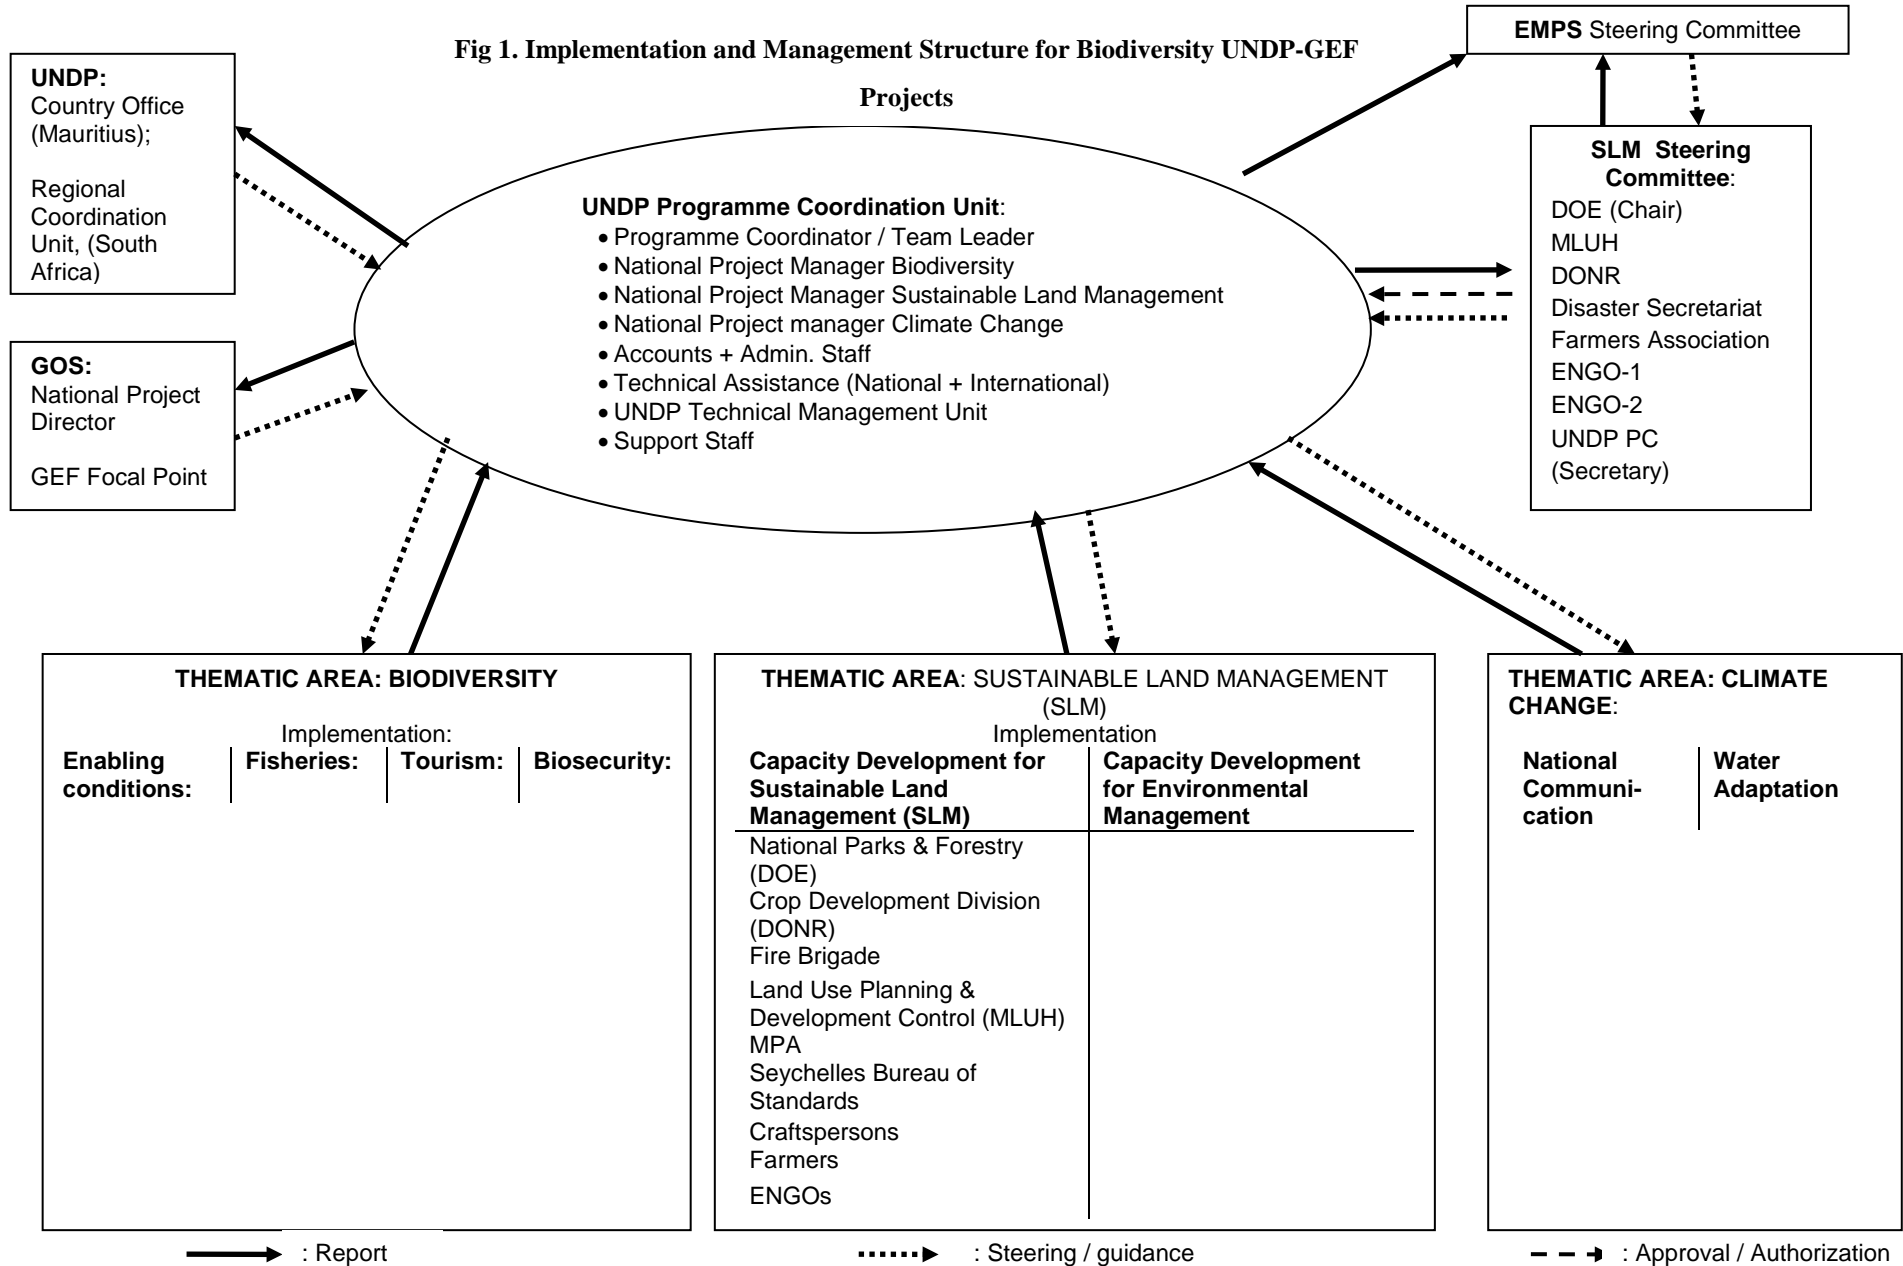 Fig 1. Implementation and Management Structure for Biodiversity UNDP-GEF
Projects
EMPS Steering Committee
UNDP:
Country Office
(Mauritius);
Regional
Coordination
Unit, (South
Africa)
GOS:
National Project
Director
GEF Focal Point
UNDP Programme Coordination Unit:
• Programme Coordinator / Team Leader
• National Project Manager Biodiversity
• National Project Manager Sustainable Land Management
• National Project manager Climate Change
• Accounts + Admin. Staff
• Technical Assistance (National + International)
• UNDP Technical Management Unit
• Support Staff
SLM Steering
Committee:
DOE (Chair)
MLUH
DONR
Disaster Secretariat
Farmers Association
ENGO-1
ENGO-2
UNDP PC
(Secretary)
THEMATIC AREA: BIODIVERSITY
Implementation:
Enabling
conditions:
Fisheries:
Tourism:
Biosecurity:
THEMATIC AREA: SUSTAINABLE LAND MANAGEMENT
(SLM)
Implementation
Capacity Development for
Sustainable Land
Management (SLM)
Capacity Development
for Environmental
Management
National Parks & Forestry
(DOE)
Crop Development Division
(DONR)
Fire Brigade
Land Use Planning &
Development Control (MLUH)
MPA
Seychelles Bureau of
Standards
Craftspersons
Farmers
ENGOs
THEMATIC AREA: CLIMATE
CHANGE:
National
Communi-
cation
Water
Adaptation
: Report
: Steering / guidance
: Approval / Authorization